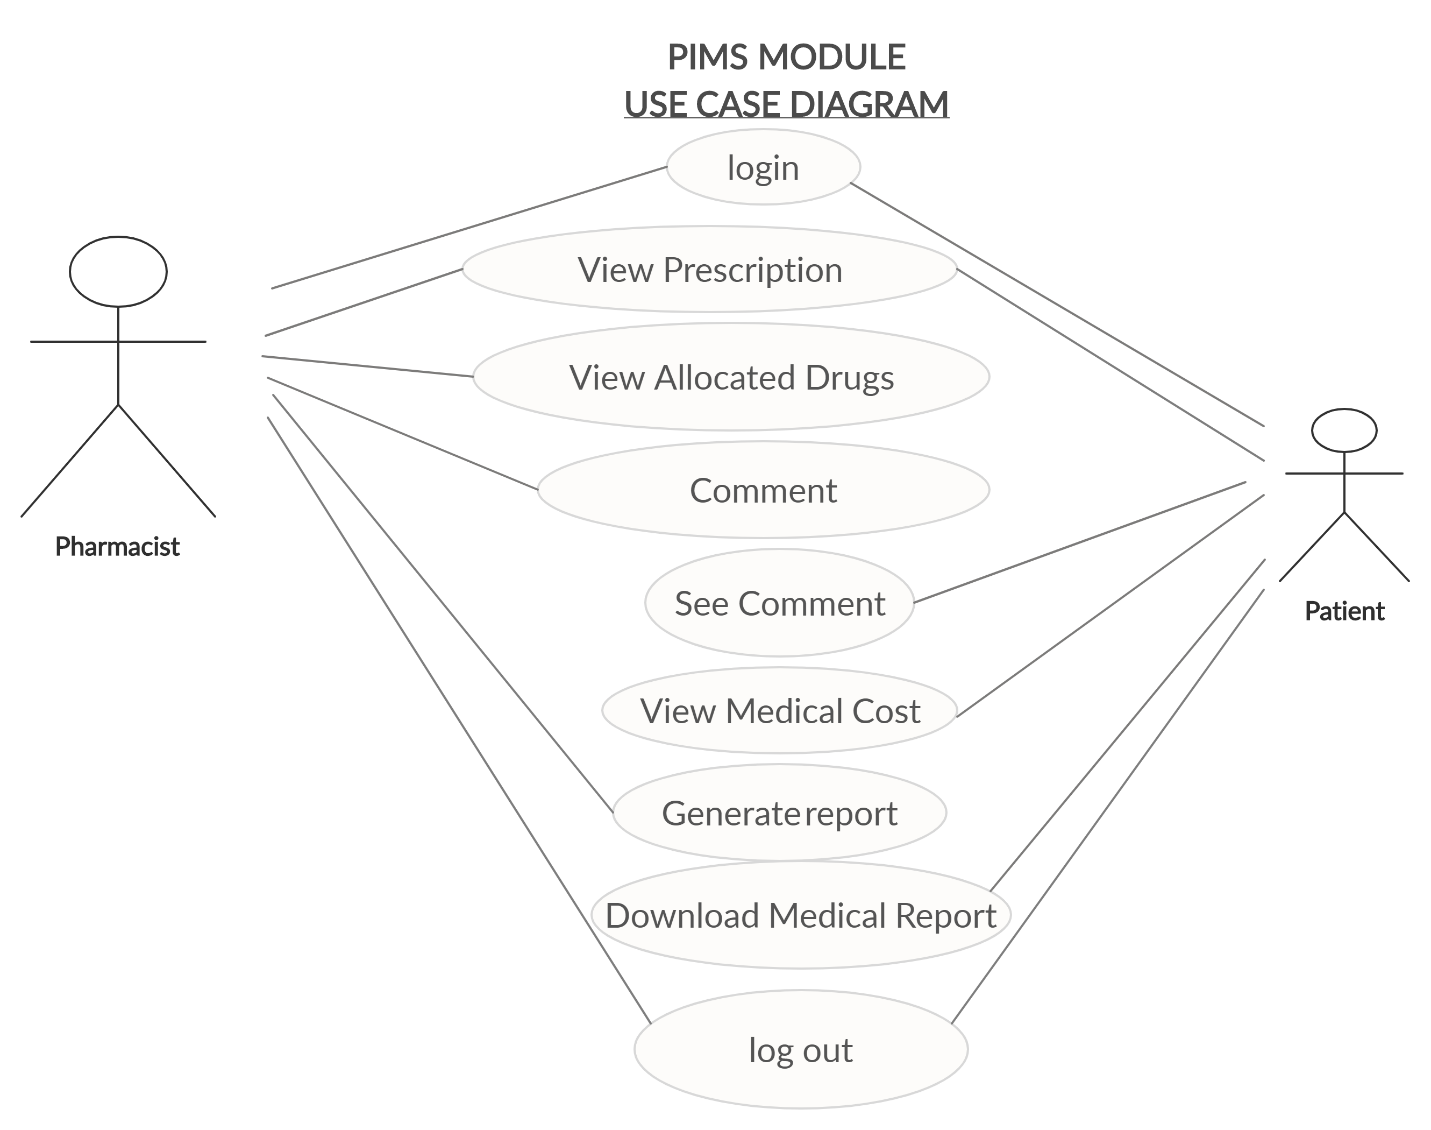 PIMS MODULE
USE CASE DIAGRAM
login
View Prescription
View Allocated Drugs
Comment
Pharmacist
See Comment
Patient
View Medical Cost
Generate report
Download Medical Report
log out